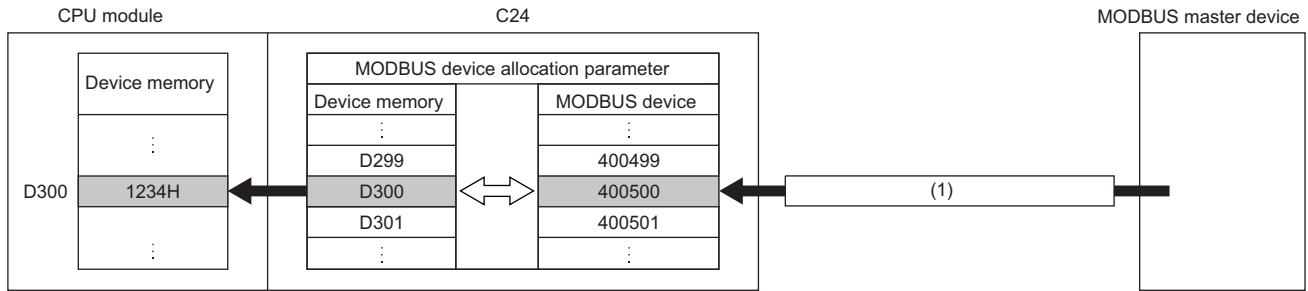 CPU module
C24
MODBUS master device
Device memory
MODBUS device allocation parameter
Device memory MODBUS device
D299 400499
D300 1234H D300 400500 (1)
D301 400501